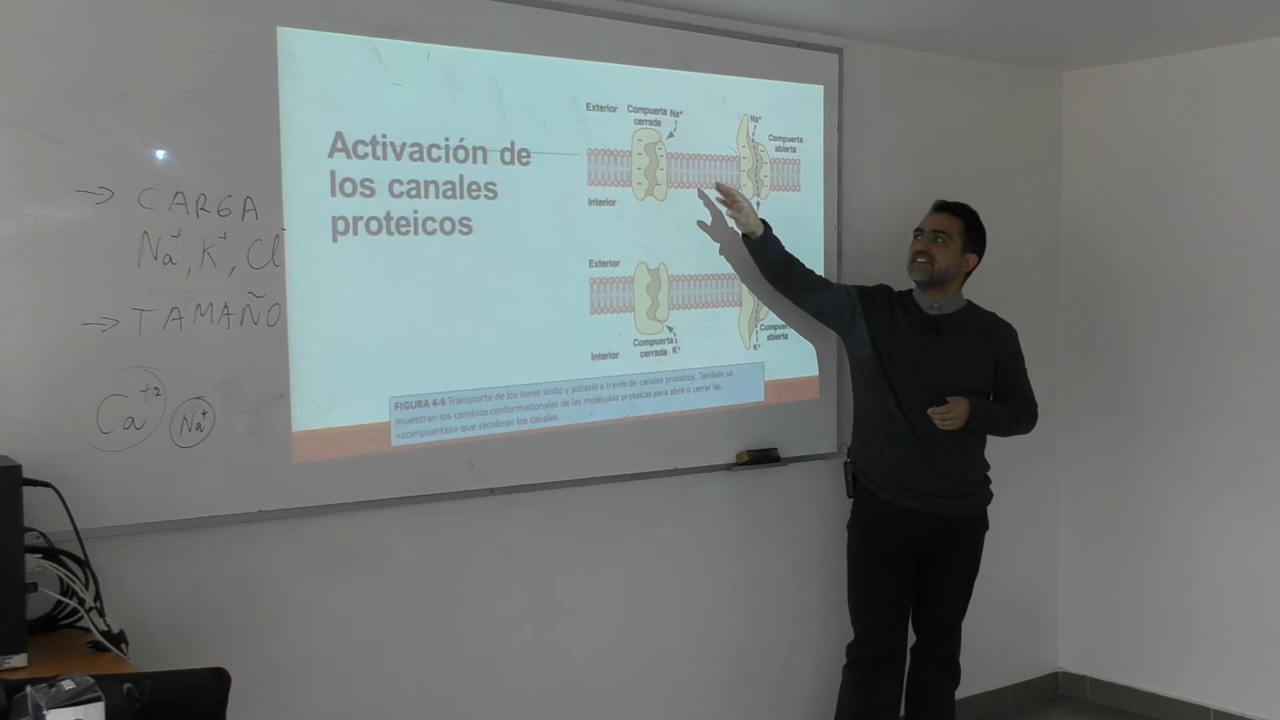 → CARGA
Na⁺, K⁺, Cl⁻
→ TAMAÑO
Ca⁺²
Na⁺
Activación de
los canales
proteicos
Exterior
Compuerta
cerrada
Na⁺
Na⁺
Compuerta
abierta
Interior
Exterior
Compuerta
cerrada
K⁺
Interior
abierta
K⁺
FIGURA 4-5 Transporte de los iones sodio y potasio a través de canales proteicos. También se
muestran los cambios conformacionales de las moléculas proteicas para abrir o cerrar las
«compuertas» que recubren los canales.